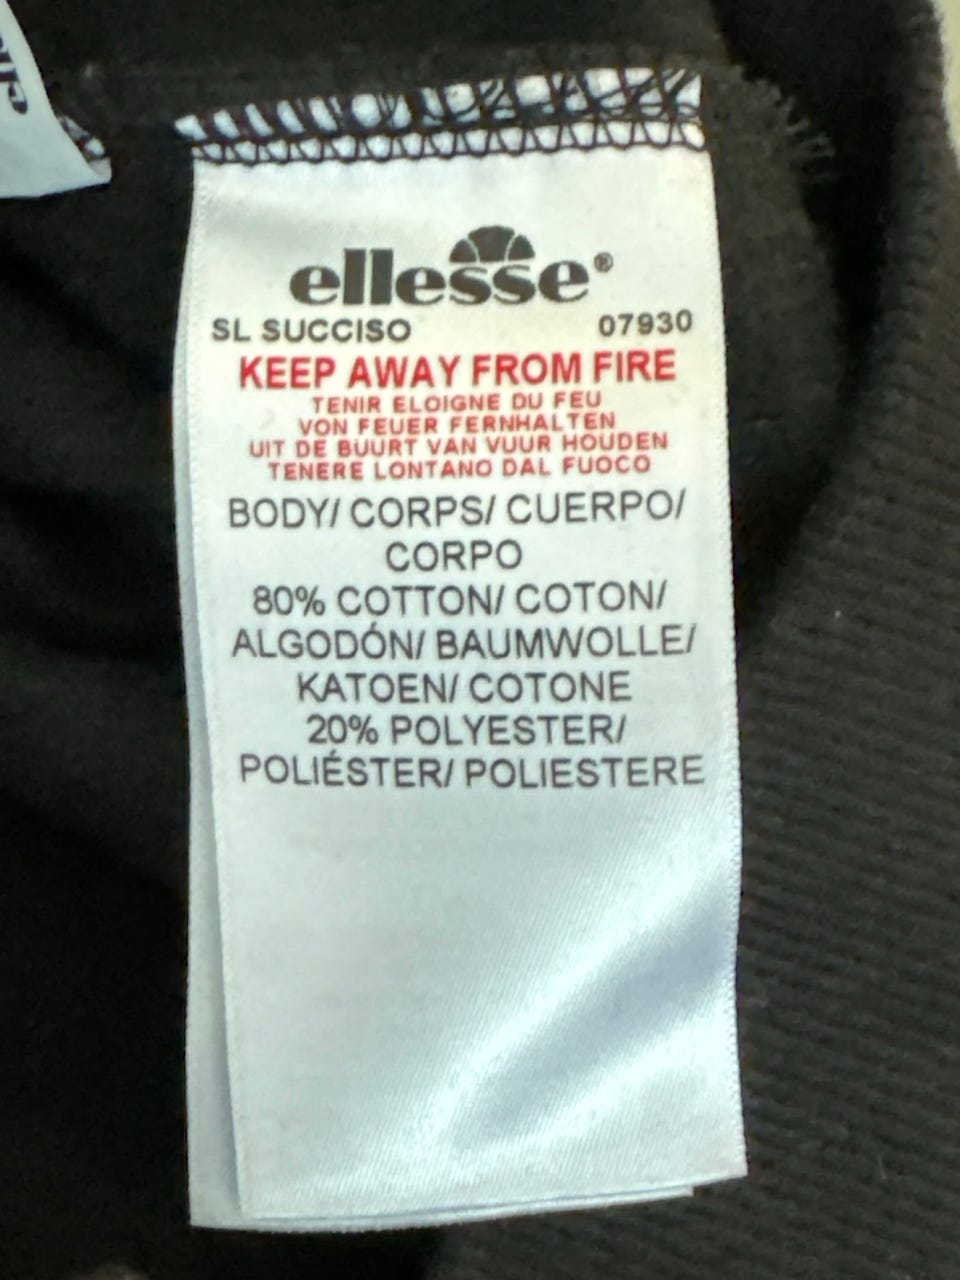 ellesse®
SL SUCCISO 07930
KEEP AWAY FROM FIRE
TENIR ELOIGNE DU FEU
VON FEUER FERNHALTEN
UIT DE BUURT VAN VUUR HOUDEN
TENERE LONTANO DAL FUOCO
BODY/ CORPS/ CUERPO/
CORPO
80% COTTON/ COTON/
ALGODÓN/ BAUMWOLLE/
KATOEN/ COTONE
20% POLYESTER/
POLIÉSTER/ POLIESTERE